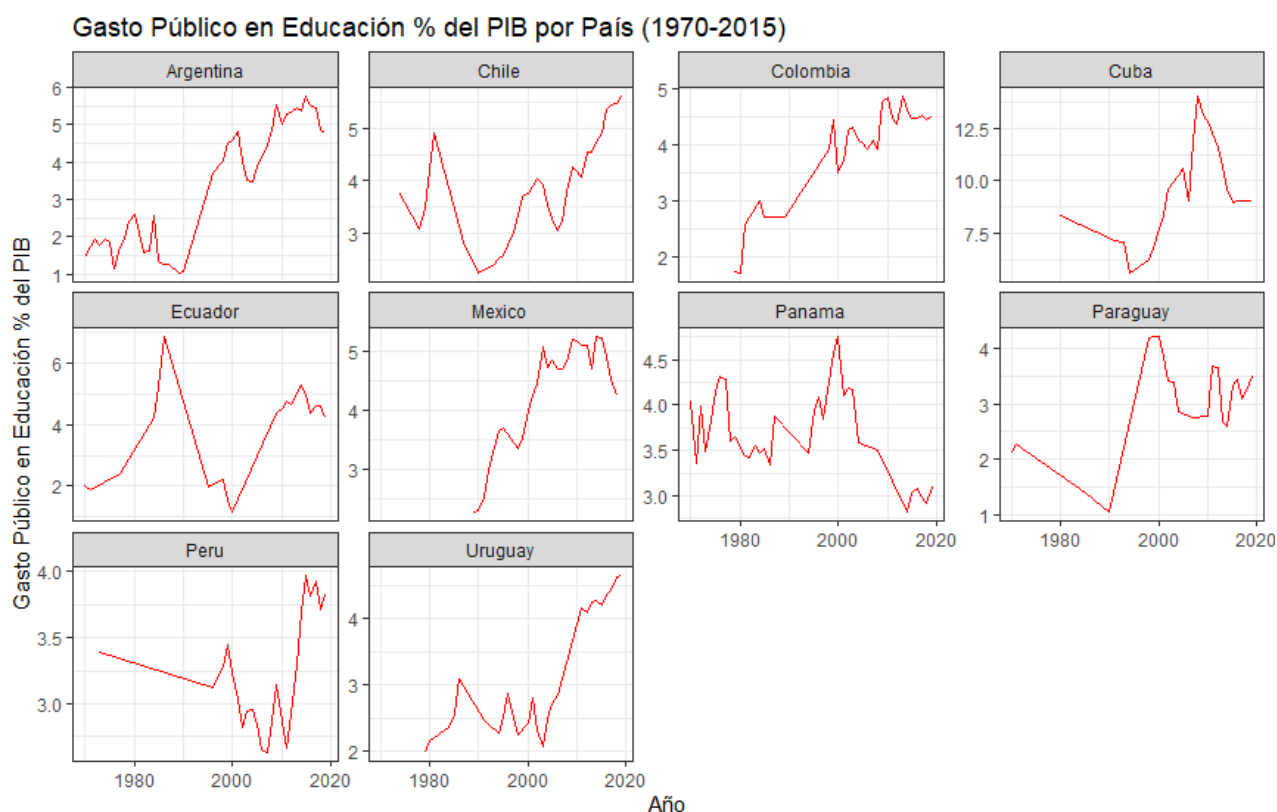 Gasto Público en Educación % del PIB por País (1970-2015)
Gasto Público en Educación % del PIB
Argentina
6
5
4
3
2
1
Chile
5
4
3
Colombia
5
4
3
2
Cuba
12.5
10.0
7.5
Ecuador
6
4
2
Mexico
5
4
3
Panama
4.5
4.0
3.5
3.0
1980 2000 2020
Paraguay
4
3
2
1
1980 2000 2020
Peru
4.0
3.5
3.0
1980 2000 2020
Uruguay
4
3
2
1980 2000 2020
Año